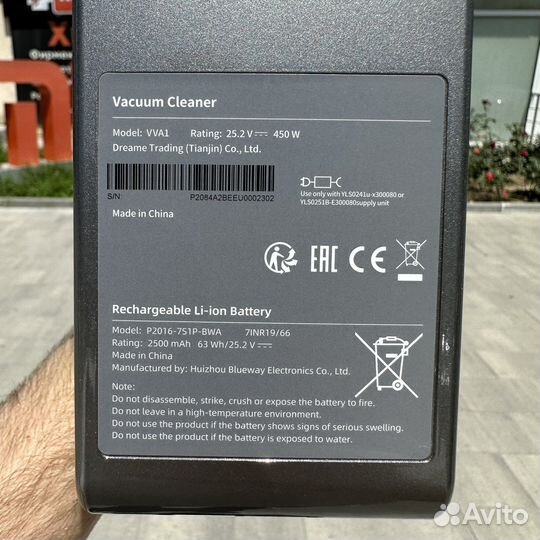 Vacuum Cleaner
Model: VVA1 Rating: 25.2 V⎓ 450 W
Dreame Trading (Tianjin) Co., Ltd.
S/N: P2084A2BEEU0002302
Use only with YLS0241u-x300080 or
YLS0251B-E300080supply unit
Made in China
EAC CE
Rechargeable Li-ion Battery
Model: P2016-7S1P-BWA 7INR19/66
Rating: 2500 mAh 63 Wh/25.2 V⎓
Made in China
Manufactured by: Huizhou Blueway Electronics Co., Ltd.
Note:
Do not disassemble, strike, crush or expose the battery to fire.
Do not leave in a high-temperature environment.
Do not use the product if the battery shows signs of serious swelling.
Do not use the product if the battery is exposed to water.
Avito